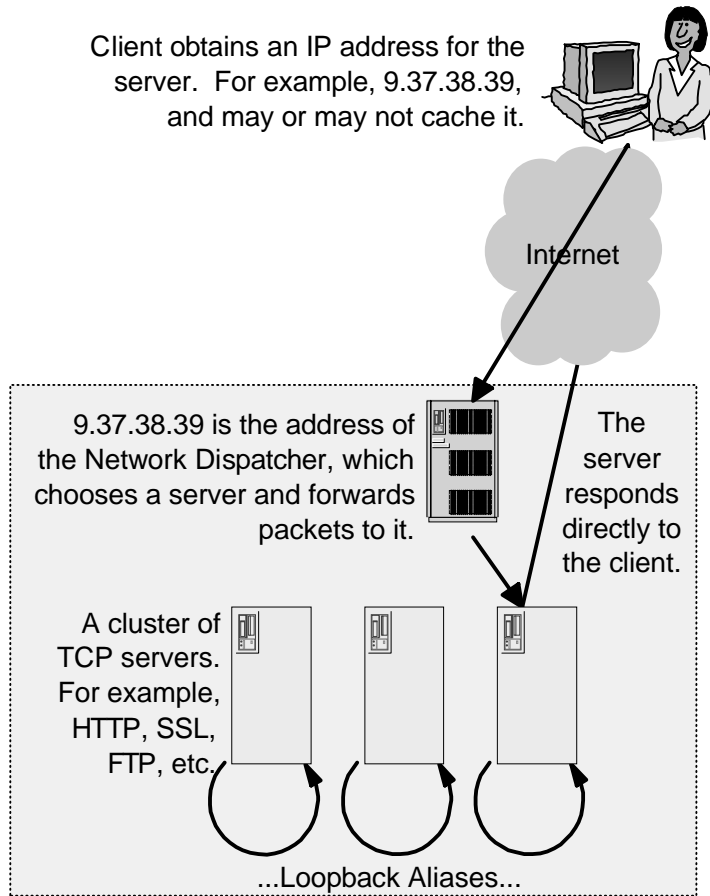 Client obtains an IP address for the
server.  For example, 9.37.38.39,
and may or may not cache it.
Internet
9.37.38.39 is the address of
the Network Dispatcher, which
chooses a server and forwards
packets to it.
The
server
responds
directly to
the client.
A cluster of
TCP servers.
For example,
HTTP, SSL,
FTP, etc.
...Loopback Aliases...